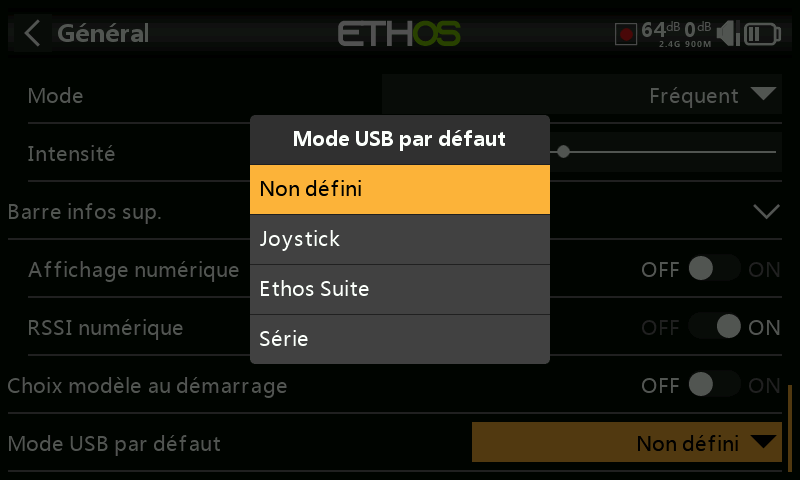 Général
ETHOS
64dB 0dB
2.4G 900M
Mode
Fréquent
Mode USB par défaut
Intensité
Non défini
Barre infos sup.
Joystick
Affichage numérique
OFF ON
Ethos Suite
RSSI numérique
OFF ON
Série
Choix modèle au démarrage
OFF ON
Mode USB par défaut
Non défini